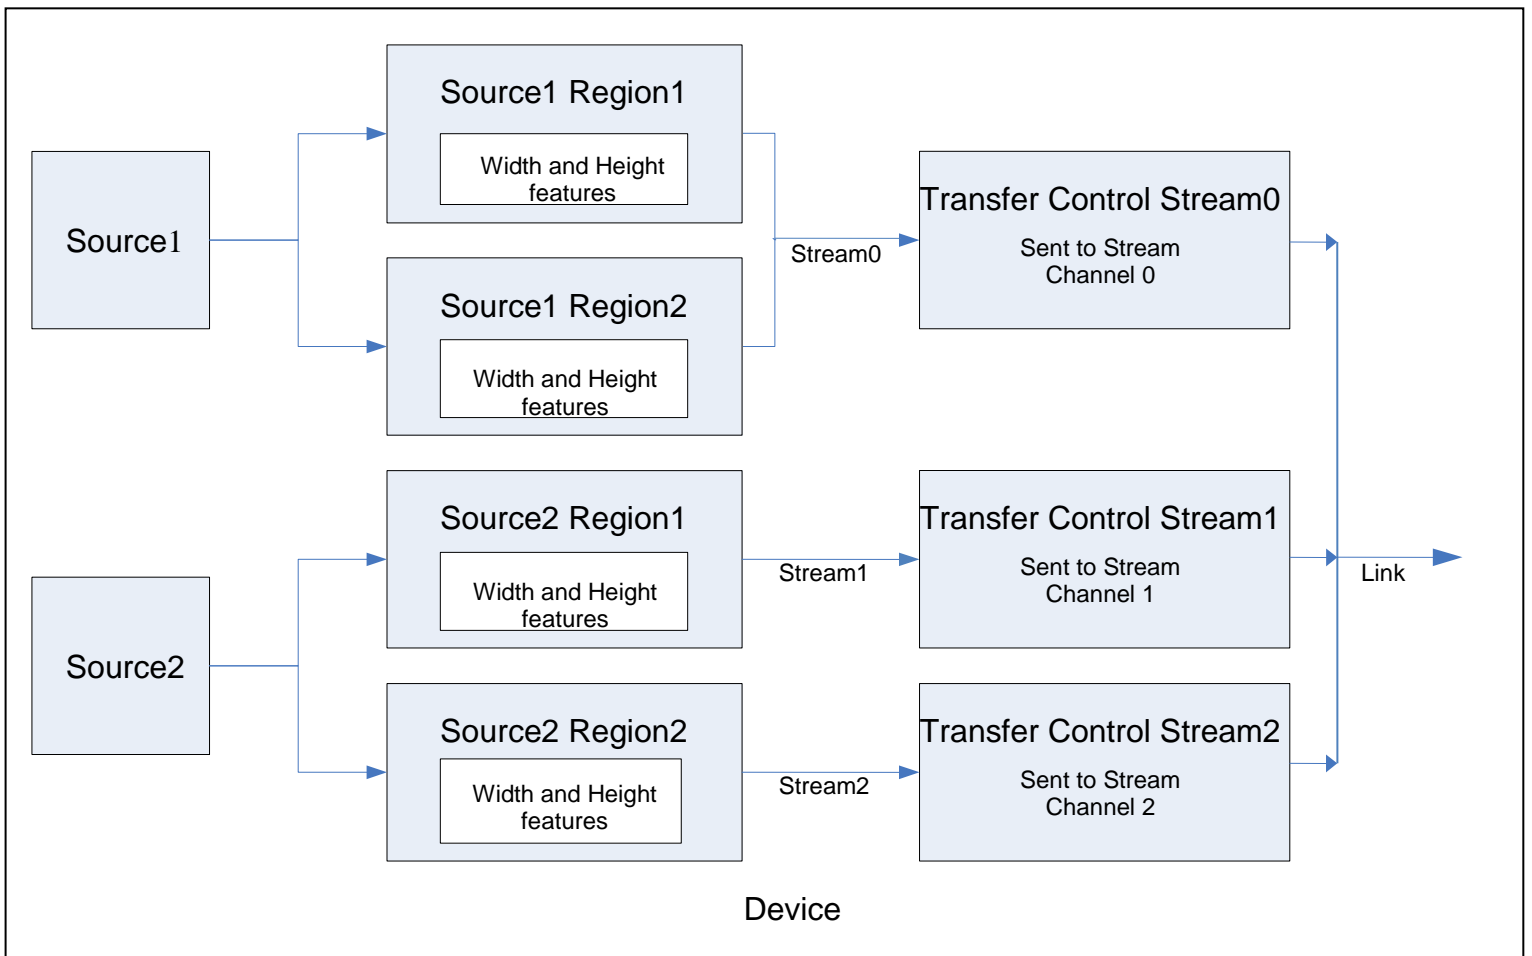 Source1
Source1 Region1
Width and Height
features
Source1 Region2
Width and Height
features
Stream0
Transfer Control Stream0
Sent to Stream
Channel 0
Source2
Source2 Region1
Width and Height
features
Stream1
Transfer Control Stream1
Sent to Stream
Channel 1
Link
Source2 Region2
Width and Height
features
Stream2
Transfer Control Stream2
Sent to Stream
Channel 2
Device